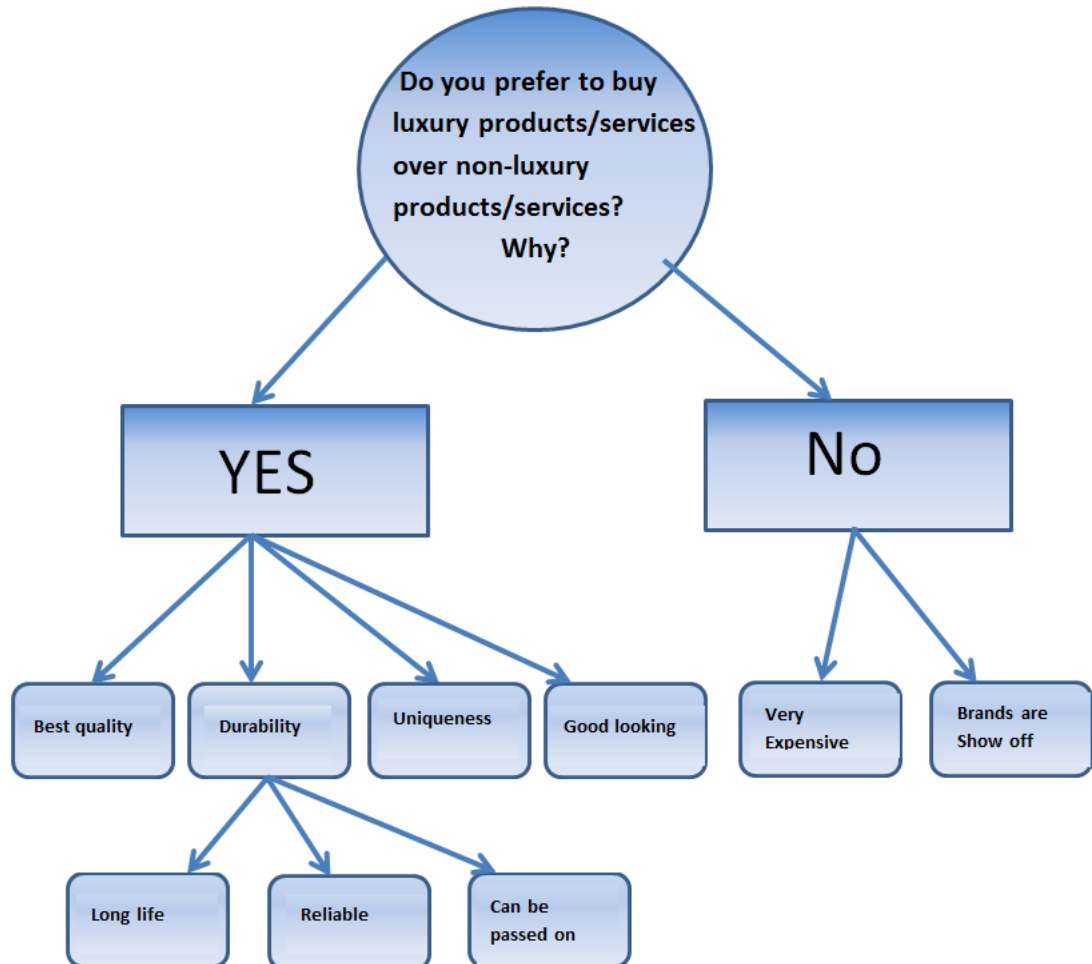 Do you prefer to buy
luxury products/services
over non-luxury
products/services?
Why?
YES
No
Best quality
Durability
Uniqueness
Good looking
Very
Expensive
Brands are
Show off
Long life
Reliable
Can be
passed on